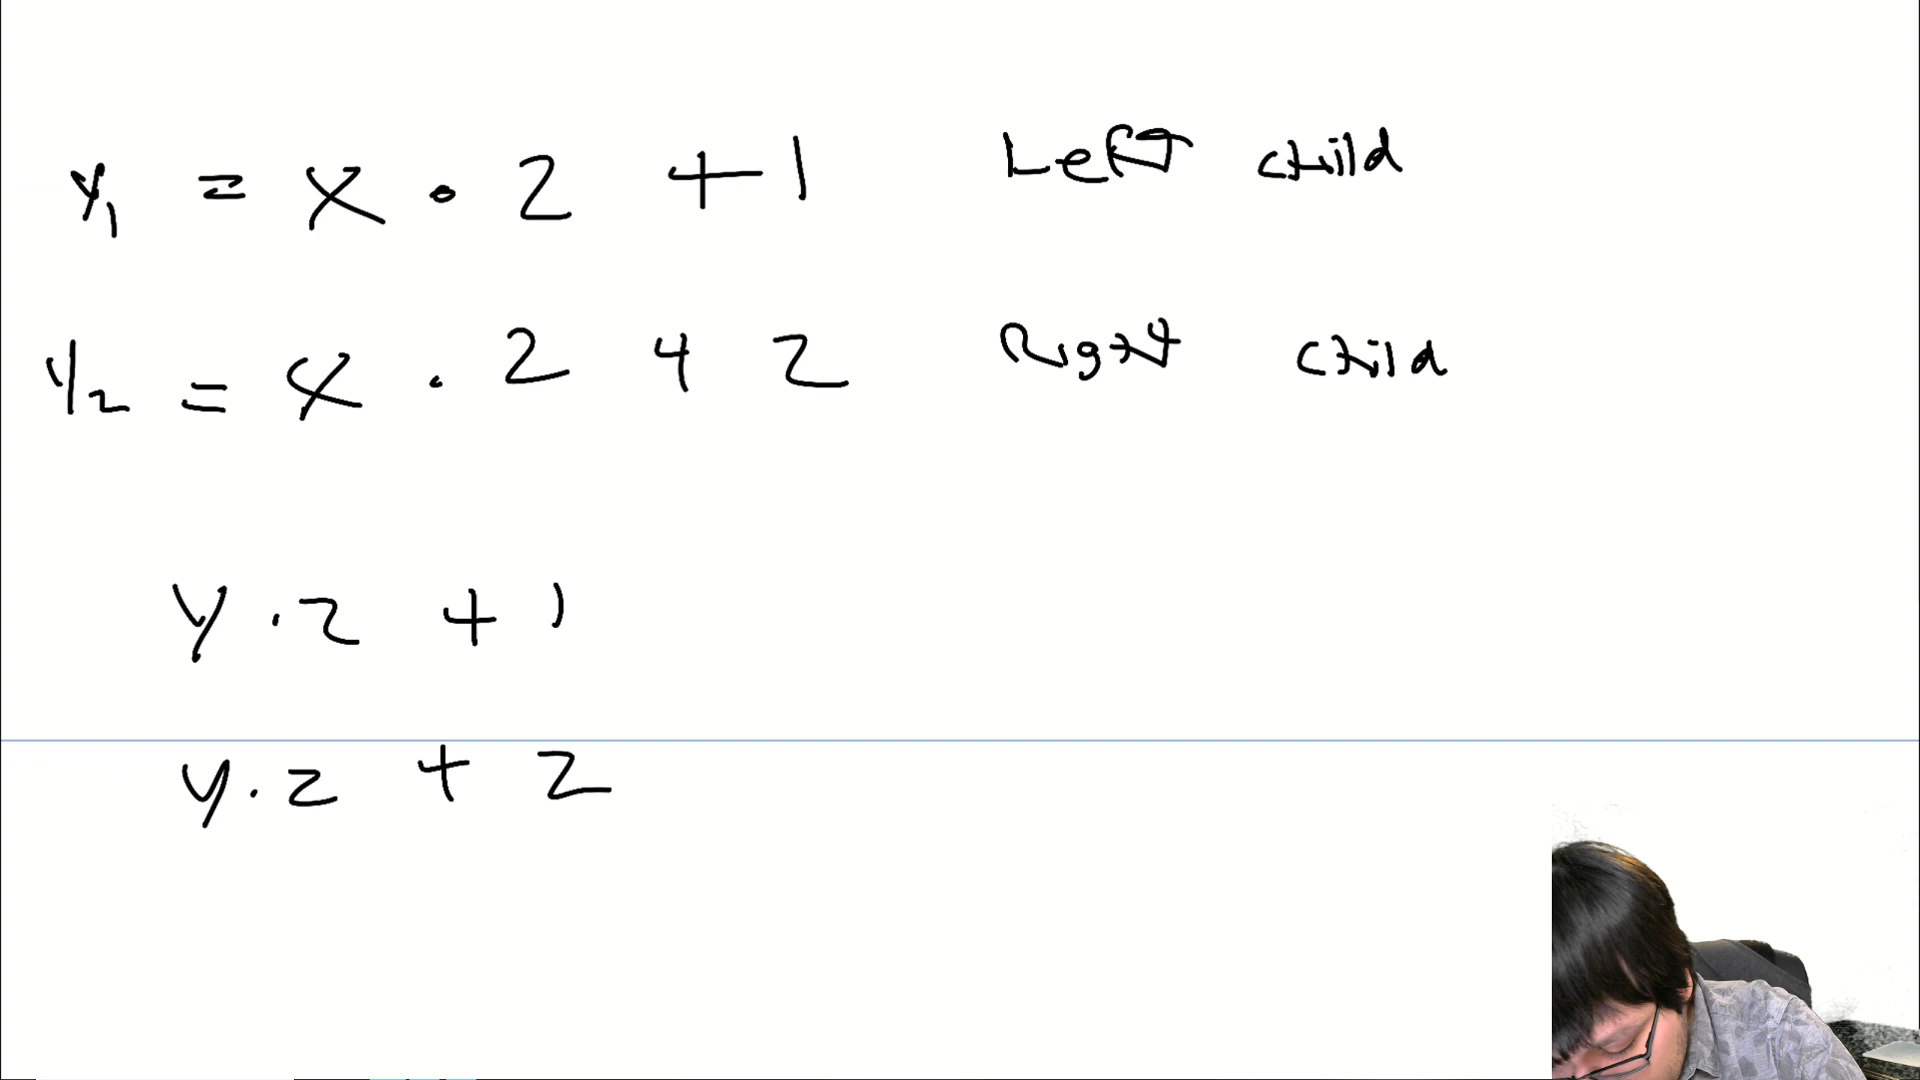 y₁ = x · 2 + 1 Left child
y₂ = x · 2 + 2 Right child
y · 2 + 1
y · 2 + 2